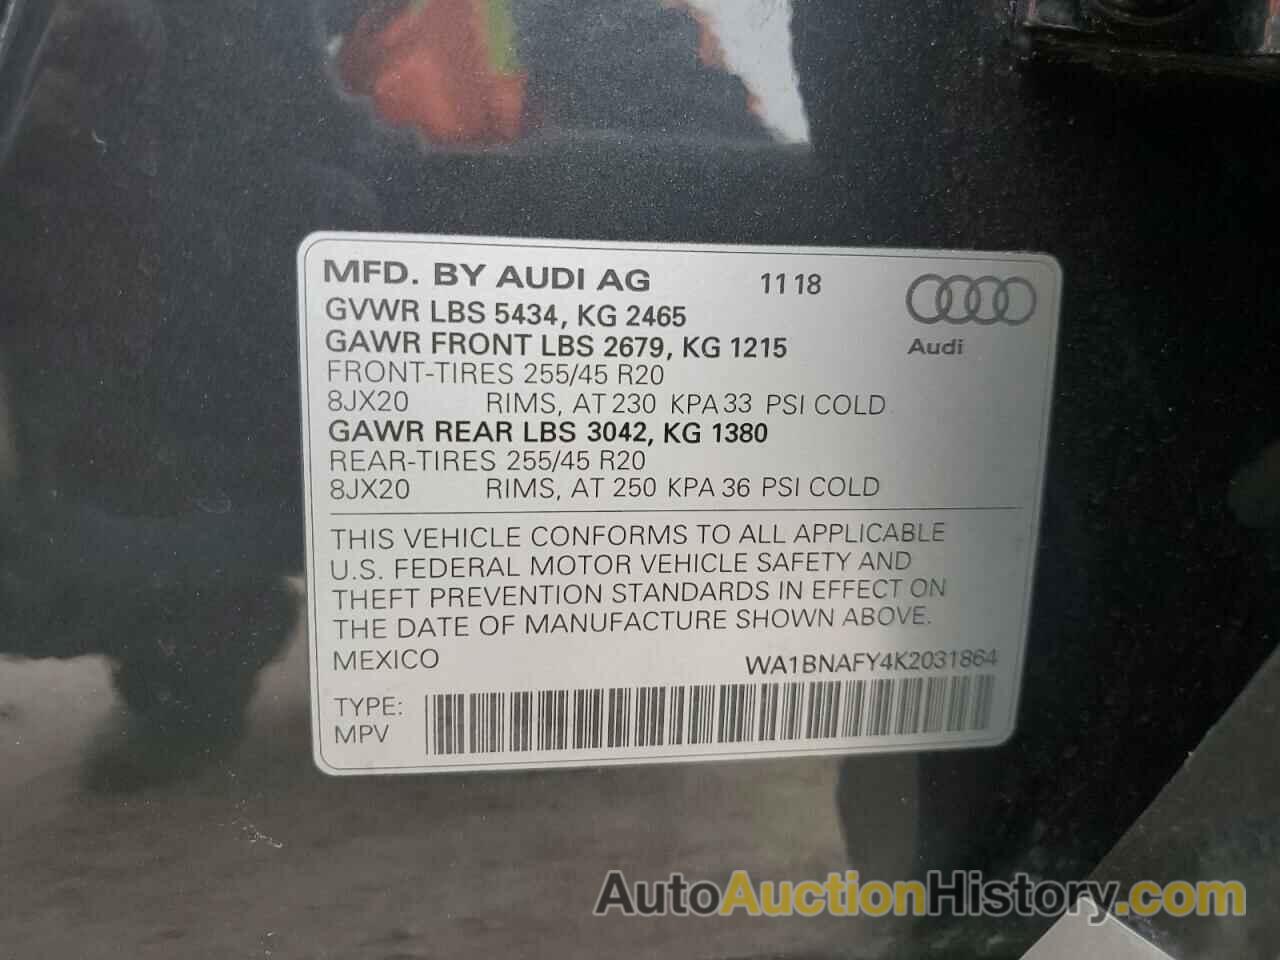 MFD. BY AUDI AG 11 18
GVWR LBS 5434, KG 2465
GAWR FRONT LBS 2679, KG 1215
Audi
FRONT-TIRES 255/45 R20
8JX20 RIMS, AT 230 KPA 33 PSI COLD
GAWR REAR LBS 3042, KG 1380
REAR-TIRES 255/45 R20
8JX20 RIMS, AT 250 KPA 36 PSI COLD
THIS VEHICLE CONFORMS TO ALL APPLICABLE
U.S. FEDERAL MOTOR VEHICLE SAFETY AND
THEFT PREVENTION STANDARDS IN EFFECT ON
THE DATE OF MANUFACTURE SHOWN ABOVE.
MEXICO WA1BNAFY4K2031864
TYPE:
MPV
AutoAuctionHistory.com